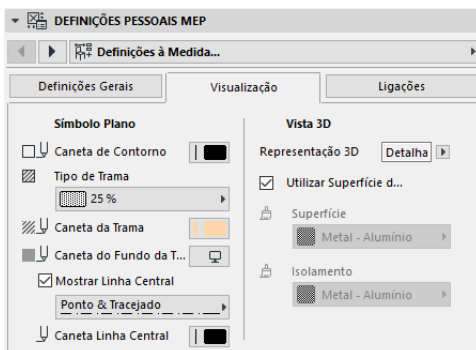 DEFINIÇÕES PESSOAIS MEP
Definições à Medida...
Definições Gerais
Visualização
Ligações
Símbolo Plano
Caneta de Contorno
Tipo de Trama
25 %
Caneta da Trama
Caneta do Fundo da T...
Mostrar Linha Central
Ponto & Tracejado
Caneta Linha Central
Vista 3D
Representação 3D
Detalha
Utilizar Superfície d...
Superfície
Metal - Alumínio
Isolamento
Metal - Alumínio